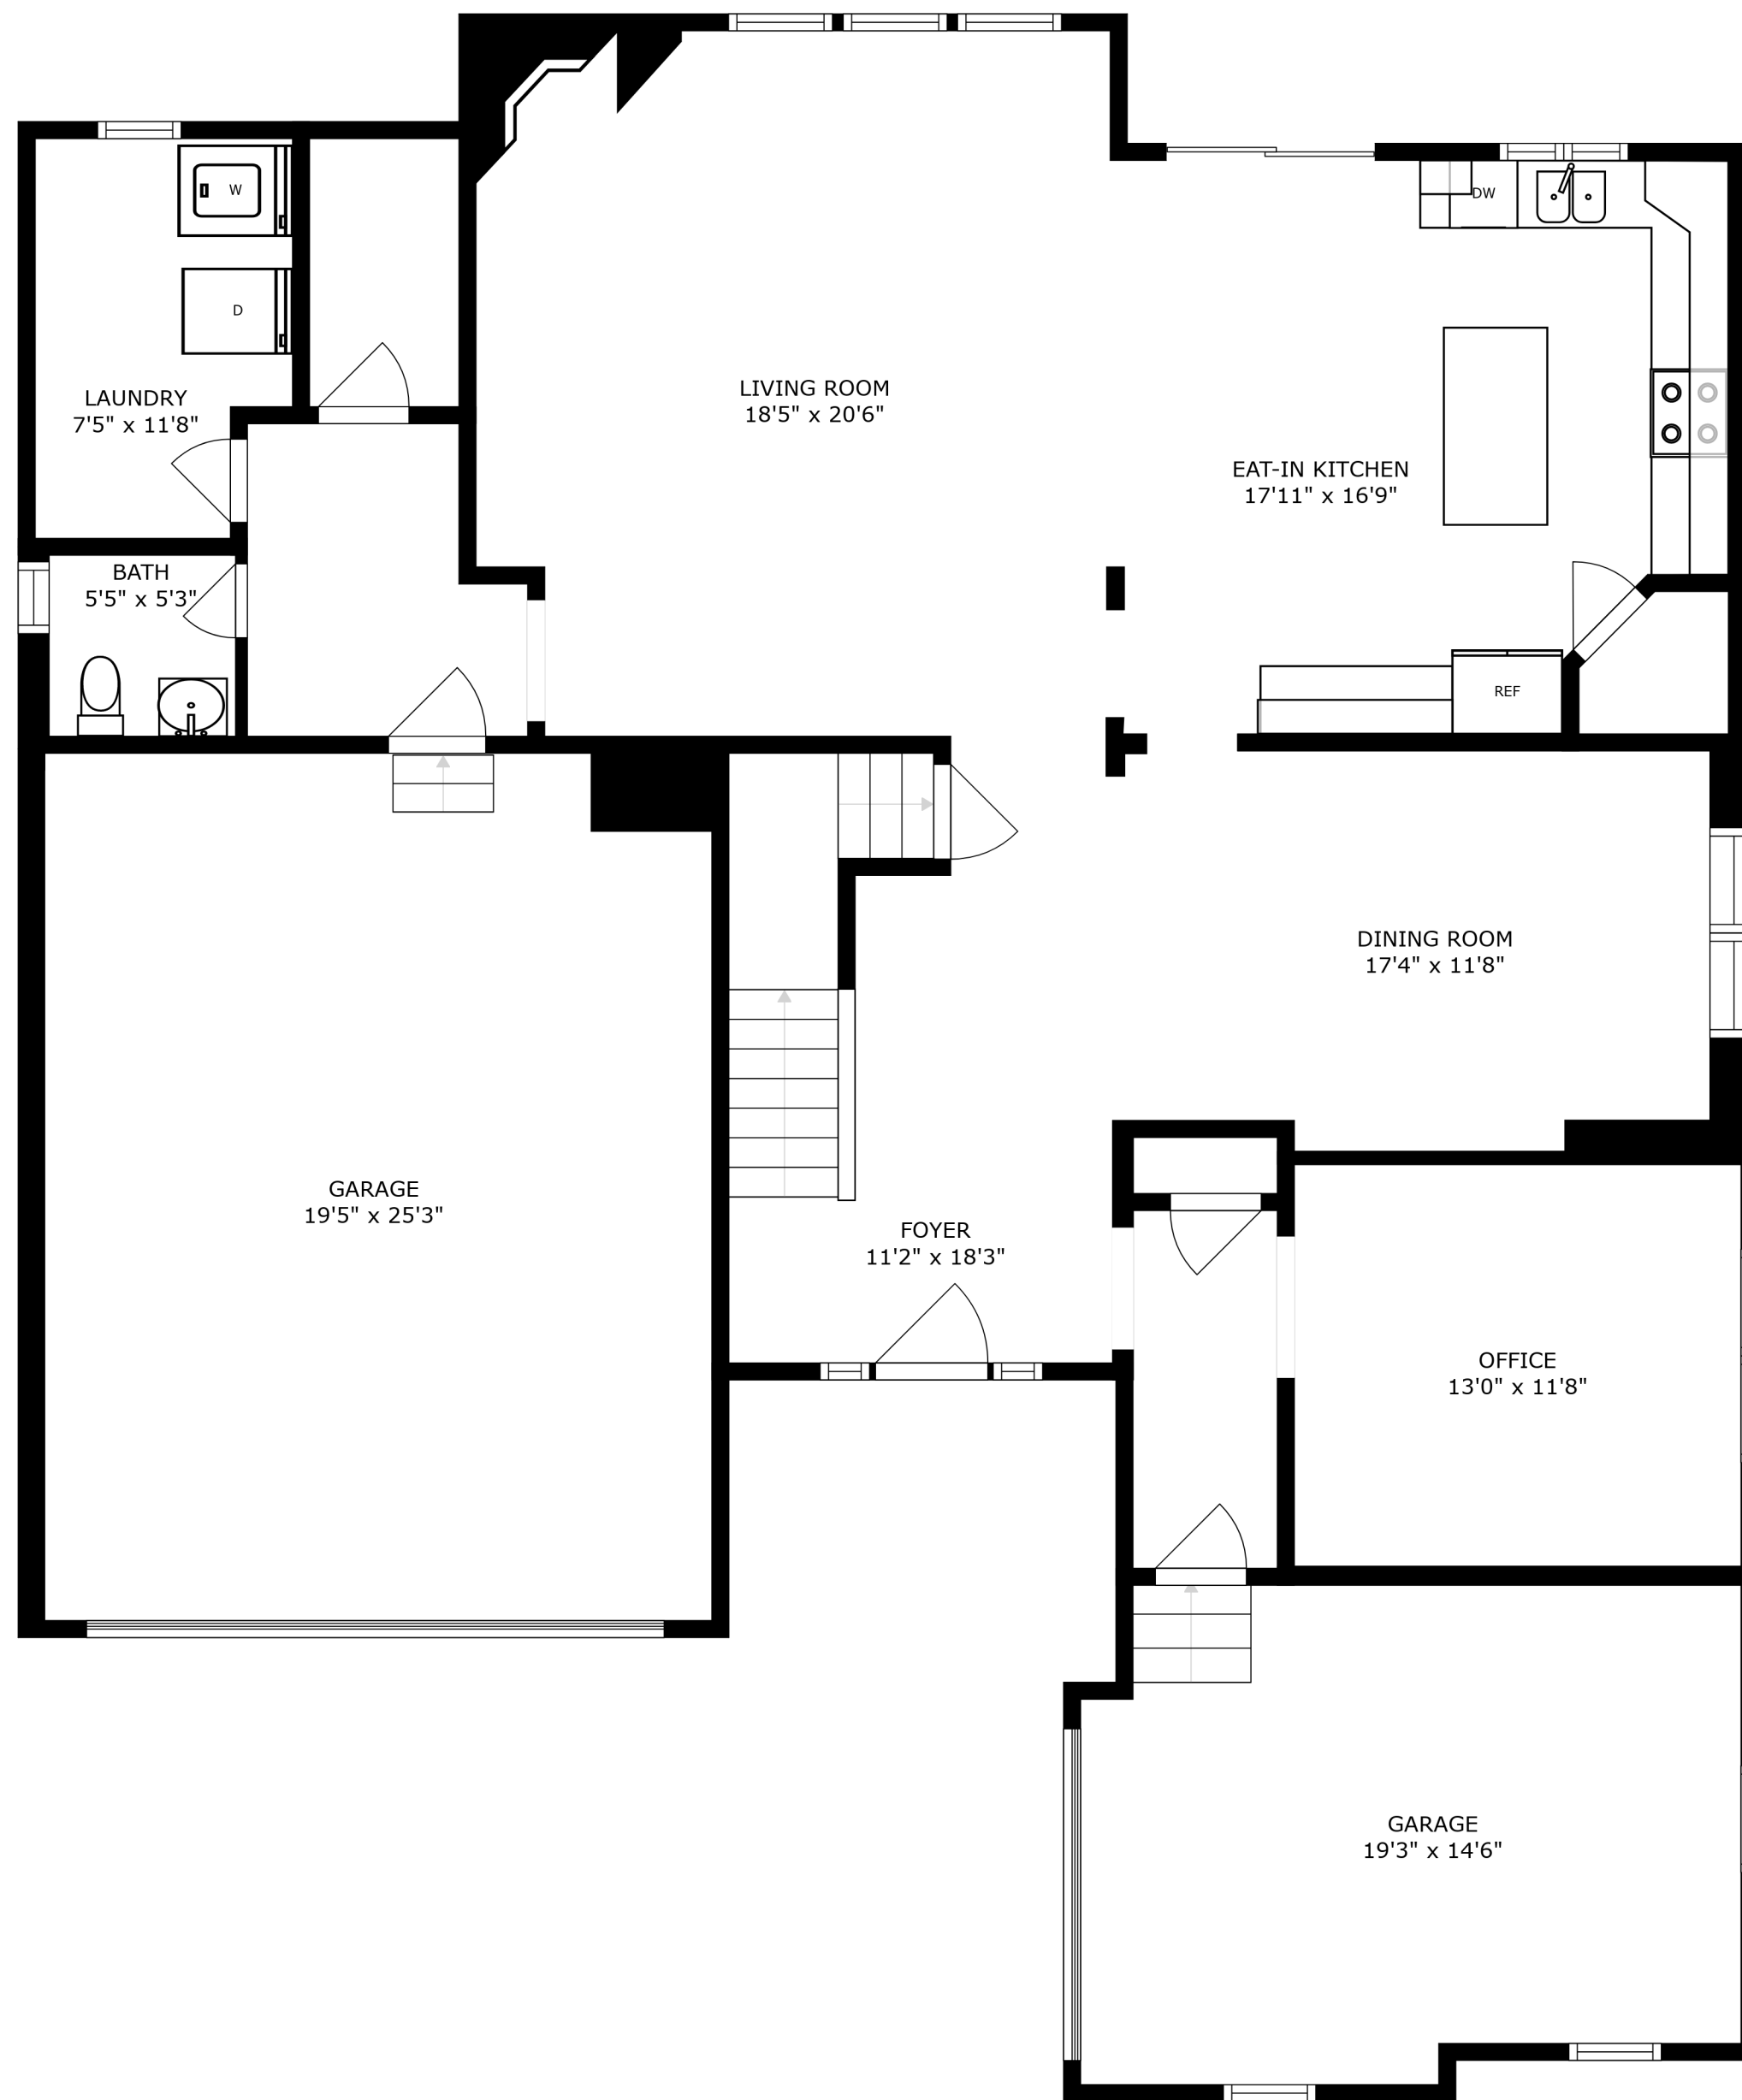 W
DW
D
LAUNDRY
7'5" x 11'8"
LIVING ROOM
18'5" x 20'6"
EAT-IN KITCHEN
17'11" x 16'9"
BATH
5'5" x 5'3"
REF
DINING ROOM
17'4" x 11'8"
GARAGE
19'5" x 25'3"
FOYER
11'2" x 18'3"
OFFICE
13'0" x 11'8"
GARAGE
19'3" x 14'6"